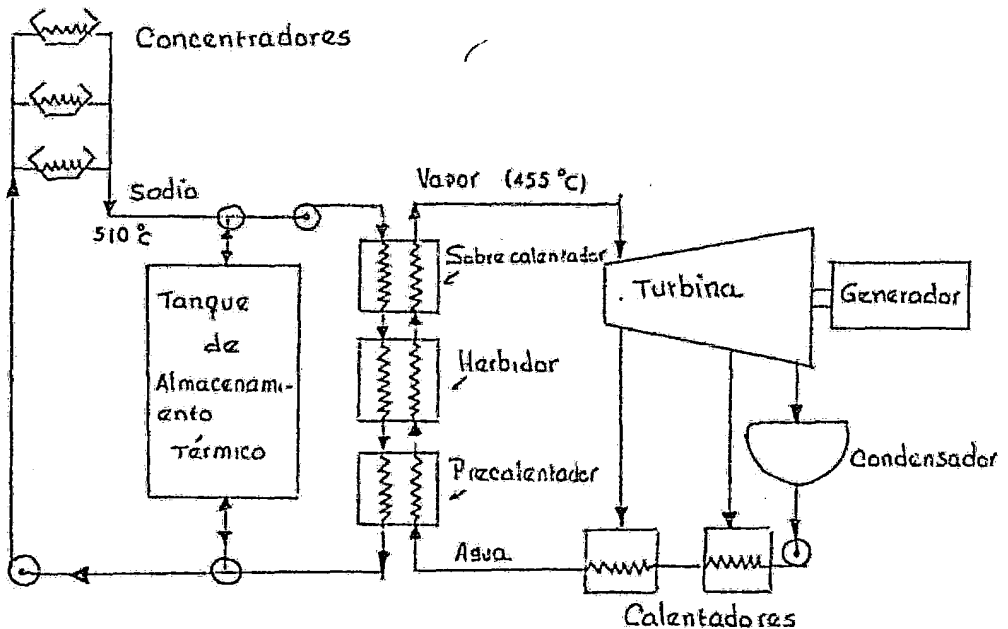 Concentradores
Sodio
510 °C
Vapor (455 °C)
Sobre calentador
Turbina
Generador
Tanque
de
Almacenami-
ento
Térmico
Herbidor
Precalentador
Condensador
Agua
Calentadores